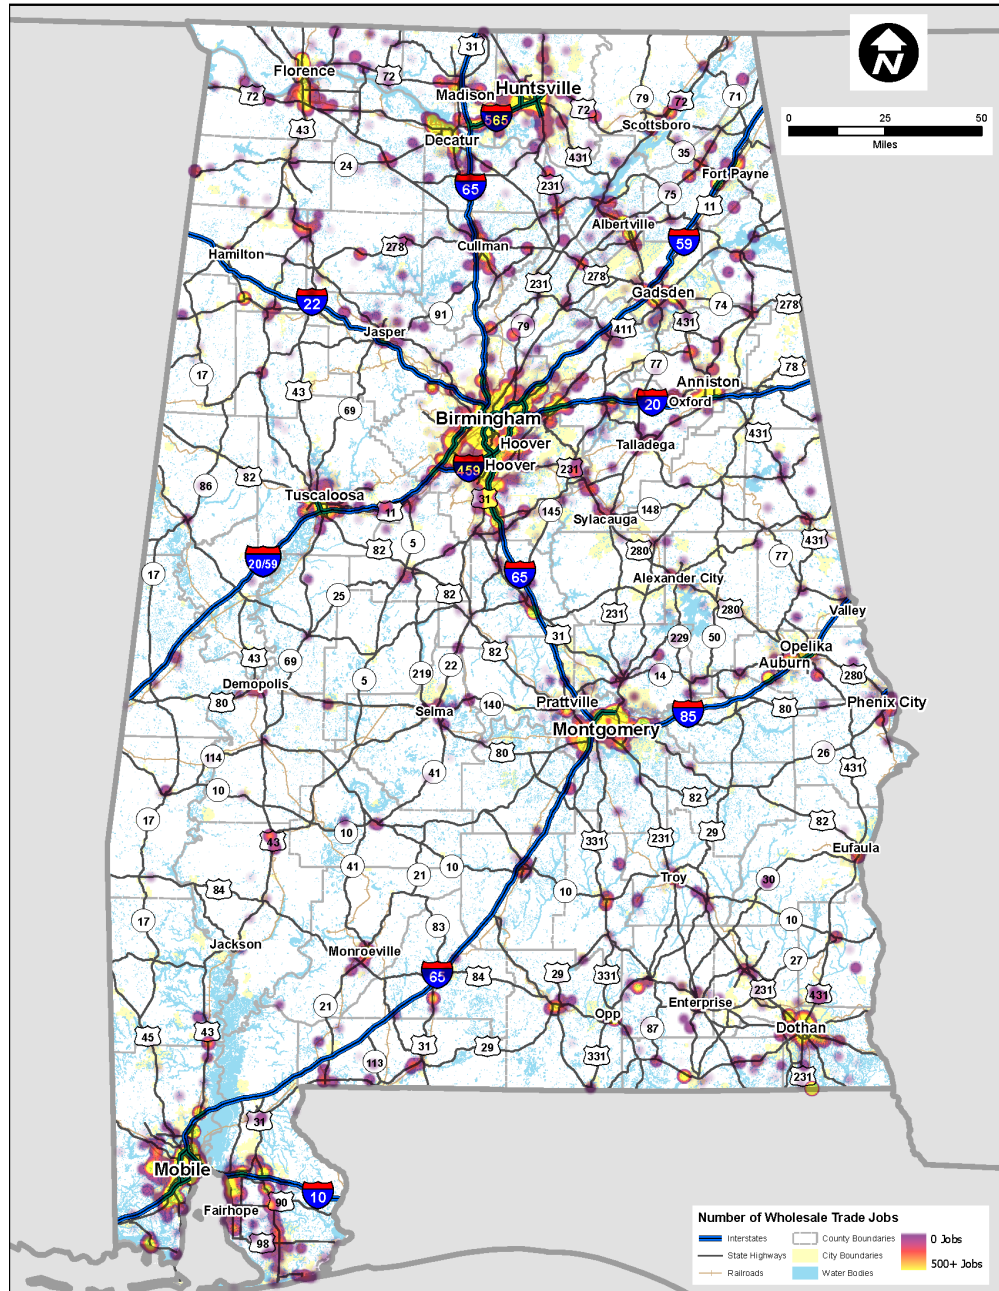 31
Florence
72
72
Madison
Huntsville
N
79
72
71
0
25
50
Miles
43
565
72
Scottsboro
Decatur
24
431
35
Fort Payne
65
231
75
11
Albertville
59
278
Cullman
Hamilton
231
278
Gadsden
22
74
278
91
79
411
431
Jasper
77
78
17
43
Anniston
20
Oxford
69
Birmingham
Hoover
431
Talladega
459
Hoover
231
86
82
Tuscaloosa
31
11
145
148
Sylacauga
82
5
280
431
77
20/59
17
65
Alexander City
25
82
231
280
Valley
31
229
50
43
69
22
82
Opelika
Auburn
5
219
14
280
Demopolis
80
140
Prattville
85
80
Phenix City
Selma
Montgomery
114
80
26
41
431
10
82
17
10
82
43
331
231
29
Eufaula
41
21
10
Troy
30
84
10
17
83
10
Jackson
Monroeville
27
65
84
29
331
231
431
21
Enterprise
Opp
87
Dothan
45
43
31
29
331
113
231
31
Mobile
10
90
Fairhope
98
Number of Wholesale Trade Jobs
Interstates
County Boundaries
0 Jobs
State Highways
City Boundaries
500+ Jobs
Railroads
Water Bodies